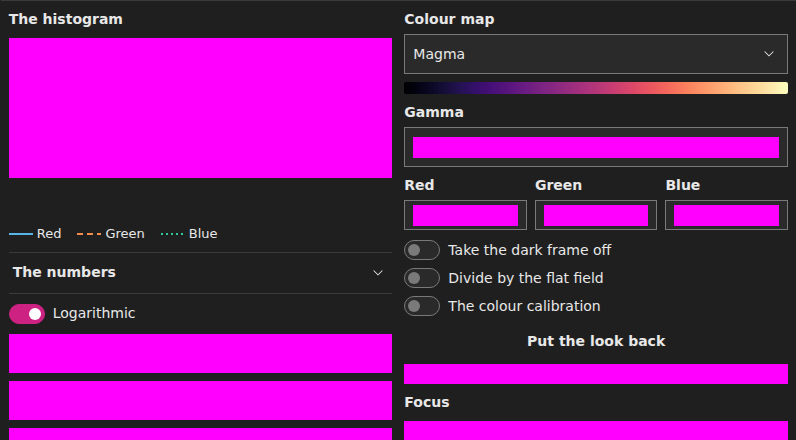 The histogram
Red
Green
Blue
The numbers
Logarithmic
Colour map
Magma
Gamma
Red
Green
Blue
Take the dark frame off
Divide by the flat field
The colour calibration
Put the look back
Focus